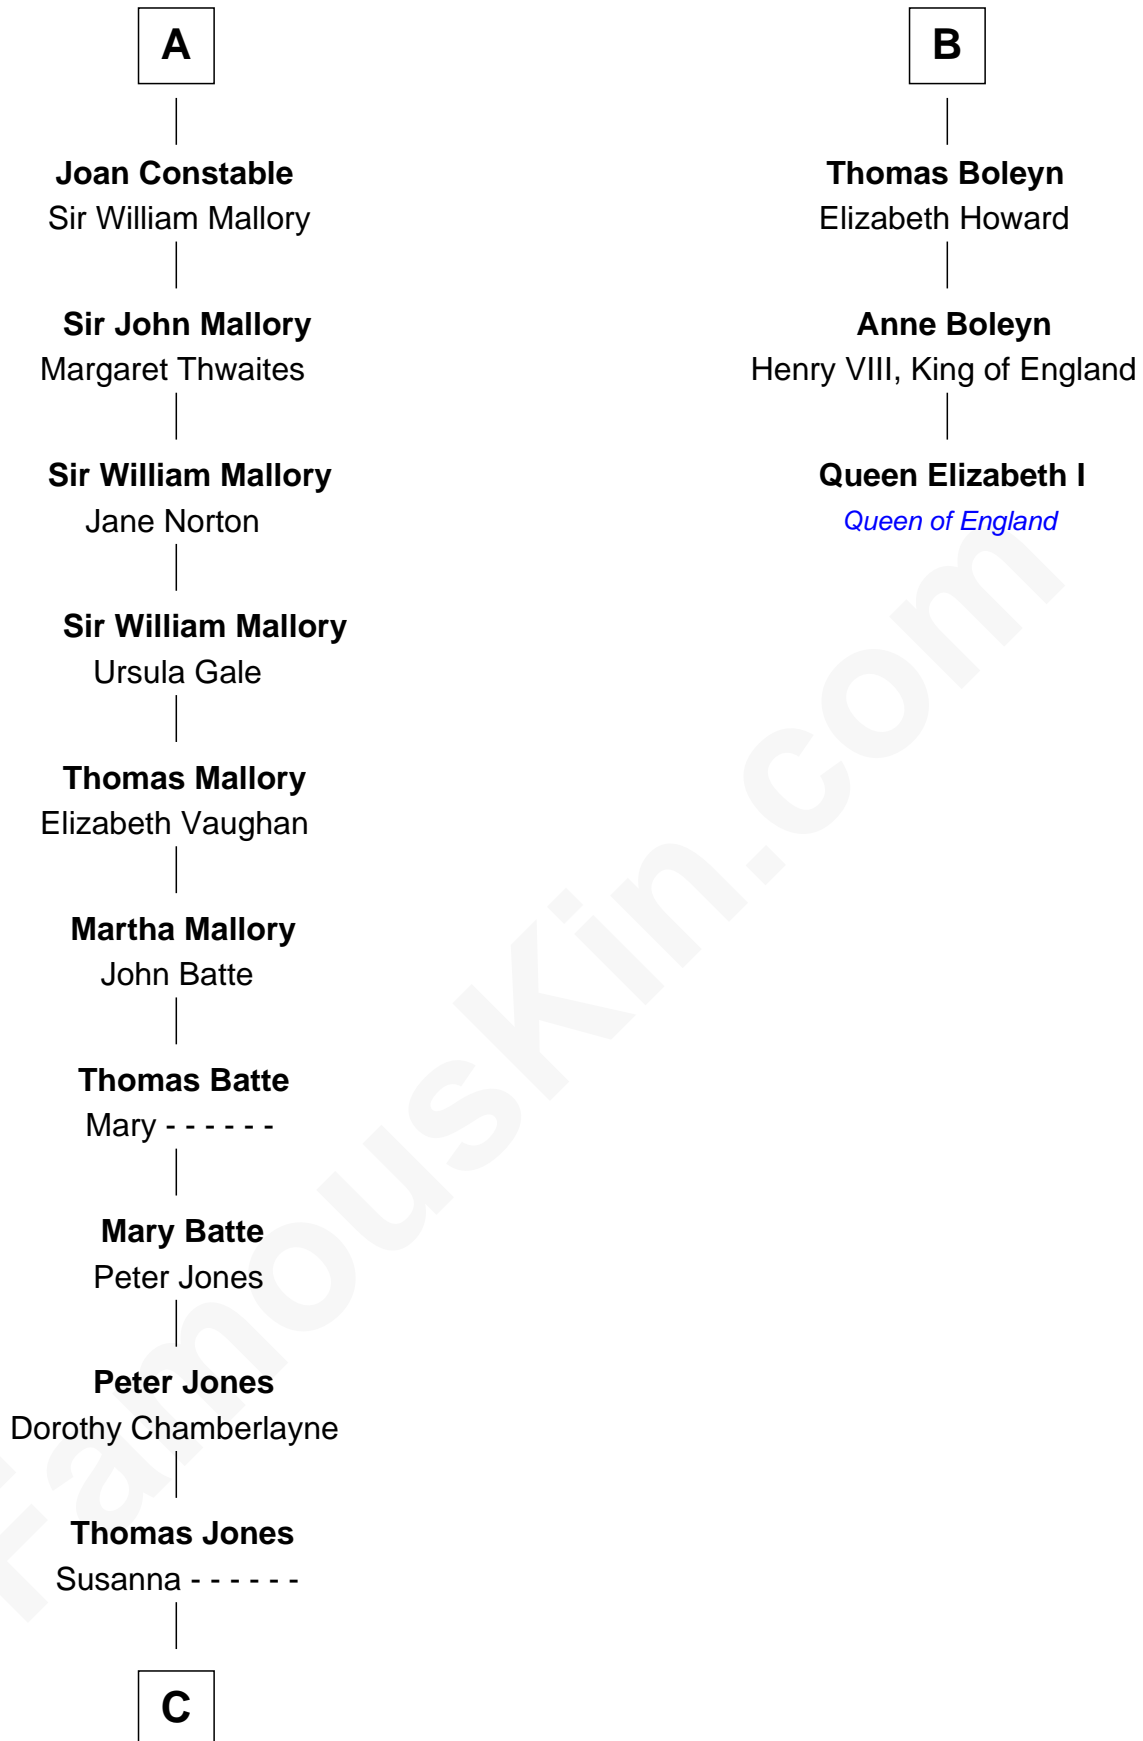 A
Joan Constable
Sir William Mallory
Sir John Mallory
Margaret Thwaites
Sir William Mallory
Jane Norton
Sir William Mallory
Ursula Gale
Thomas Mallory
Elizabeth Vaughan
Martha Mallory
John Batte
Thomas Batte
Mary - - - - - -
Mary Batte
Peter Jones
Peter Jones
Dorothy Chamberlayne
Thomas Jones
Susanna - - - - - -
C
B
Thomas Boleyn
Elizabeth Howard
Anne Boleyn
Henry VIII, King of England
Queen Elizabeth I
Queen of England
FamousKin.com